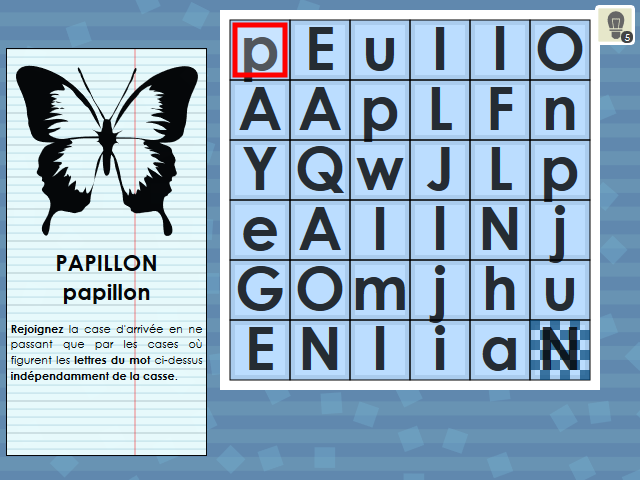 PAPILLON
papillon
Rejoignez la case d'arrivée en ne
passant que par les cases où
figurent les lettres du mot ci-dessus
indépendamment de la casse.
p E u l l O
A A p L F n
Y Q w J L p
e A l l N j
G O m j h u
E N l i a N
5